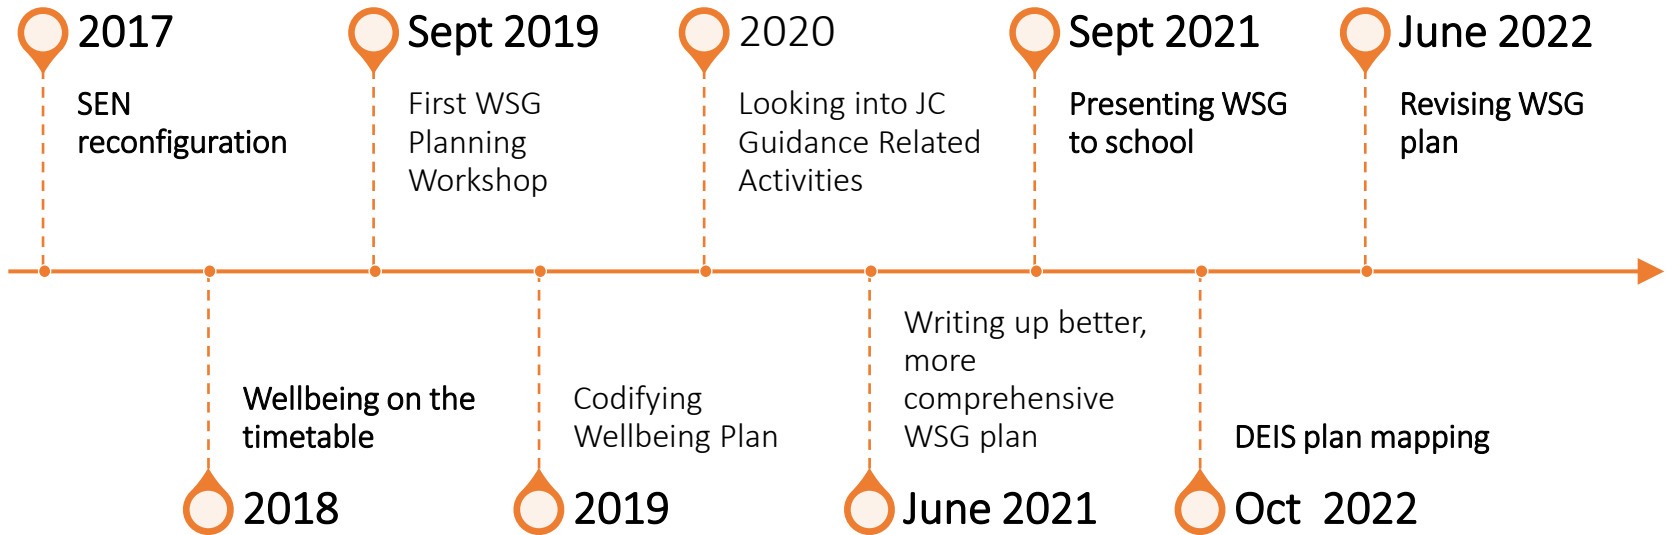 2017
SEN
reconfiguration
2018
Wellbeing on the
timetable
Sept 2019
First WSG
Planning
Workshop
2019
Codifying
Wellbeing Plan
2020
Looking into JC
Guidance Related
Activities
June 2021
Writing up better,
more
comprehensive
WSG plan
Sept 2021
Presenting WSG
to school
Oct  2022
DEIS plan mapping
June 2022
Revising WSG
plan